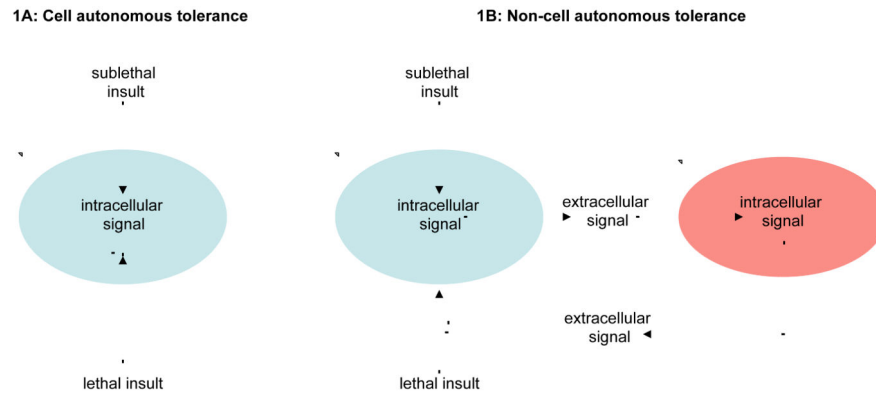 1A: Cell autonomous tolerance
1B: Non-cell autonomous tolerance
sublethal
insult
sublethal
insult
intracellular
signal
intracellular
signal
extracellular
signal
intracellular
signal
extracellular
signal
lethal insult
lethal insult